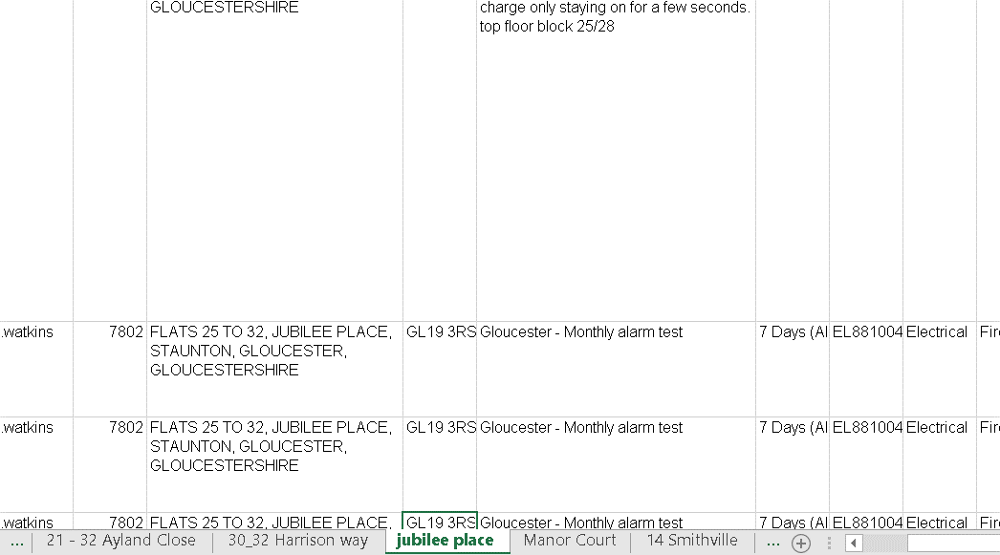 GLOUCESTERSHIRE
charge only staying on for a few seconds.
top floor block 25/28
.watkins 7802 FLATS 25 TO 32, JUBILEE PLACE, GL19 3RS Gloucester - Monthly alarm test 7 Days (Al EL881004 Electrical Fire
STAUNTON, GLOUCESTER,
GLOUCESTERSHIRE
.watkins 7802 FLATS 25 TO 32, JUBILEE PLACE, GL19 3RS Gloucester - Monthly alarm test 7 Days (Al EL881004 Electrical Fire
STAUNTON, GLOUCESTER,
GLOUCESTERSHIRE
.watkins 7802 FLATS 25 TO 32, JUBILEE PLACE, GL19 3RS Gloucester - Monthly alarm test 7 Days (Al EL881004 Electrical Fire
... 21 - 32 Ayland Close 30_32 Harrison way jubilee place Manor Court 14 Smithville ...